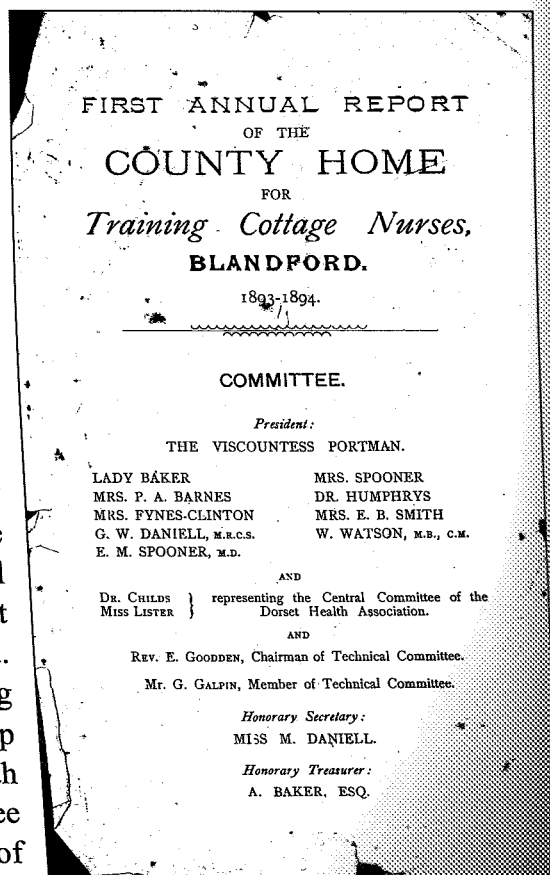 FIRST ANNUAL REPORT
OF THE
COUNTY HOME
FOR
Training Cottage Nurses,
BLANDFORD.
1893-1894.
COMMITTEE.
President:
THE VISCOUNTESS PORTMAN.
LADY BAKER
MRS. P. A. BARNES
MRS. FYNES-CLINTON
G. W. DANIELL, M.R.C.S.
E. M. SPOONER, M.D.
MRS. SPOONER
DR. HUMPHRYS
MRS. E. B. SMITH
W. WATSON, M.B., C.M.
AND
DR. CHILDS } representing the Central Committee of the
MISS LISTER } Dorset Health Association.
AND
REV. E. GOODDEN, Chairman of Technical Committee.
MR. G. GALPIN, Member of Technical Committee.
Honorary Secretary:
MISS M. DANIELL.
Honorary Treasurer:
A. BAKER, ESQ.
of